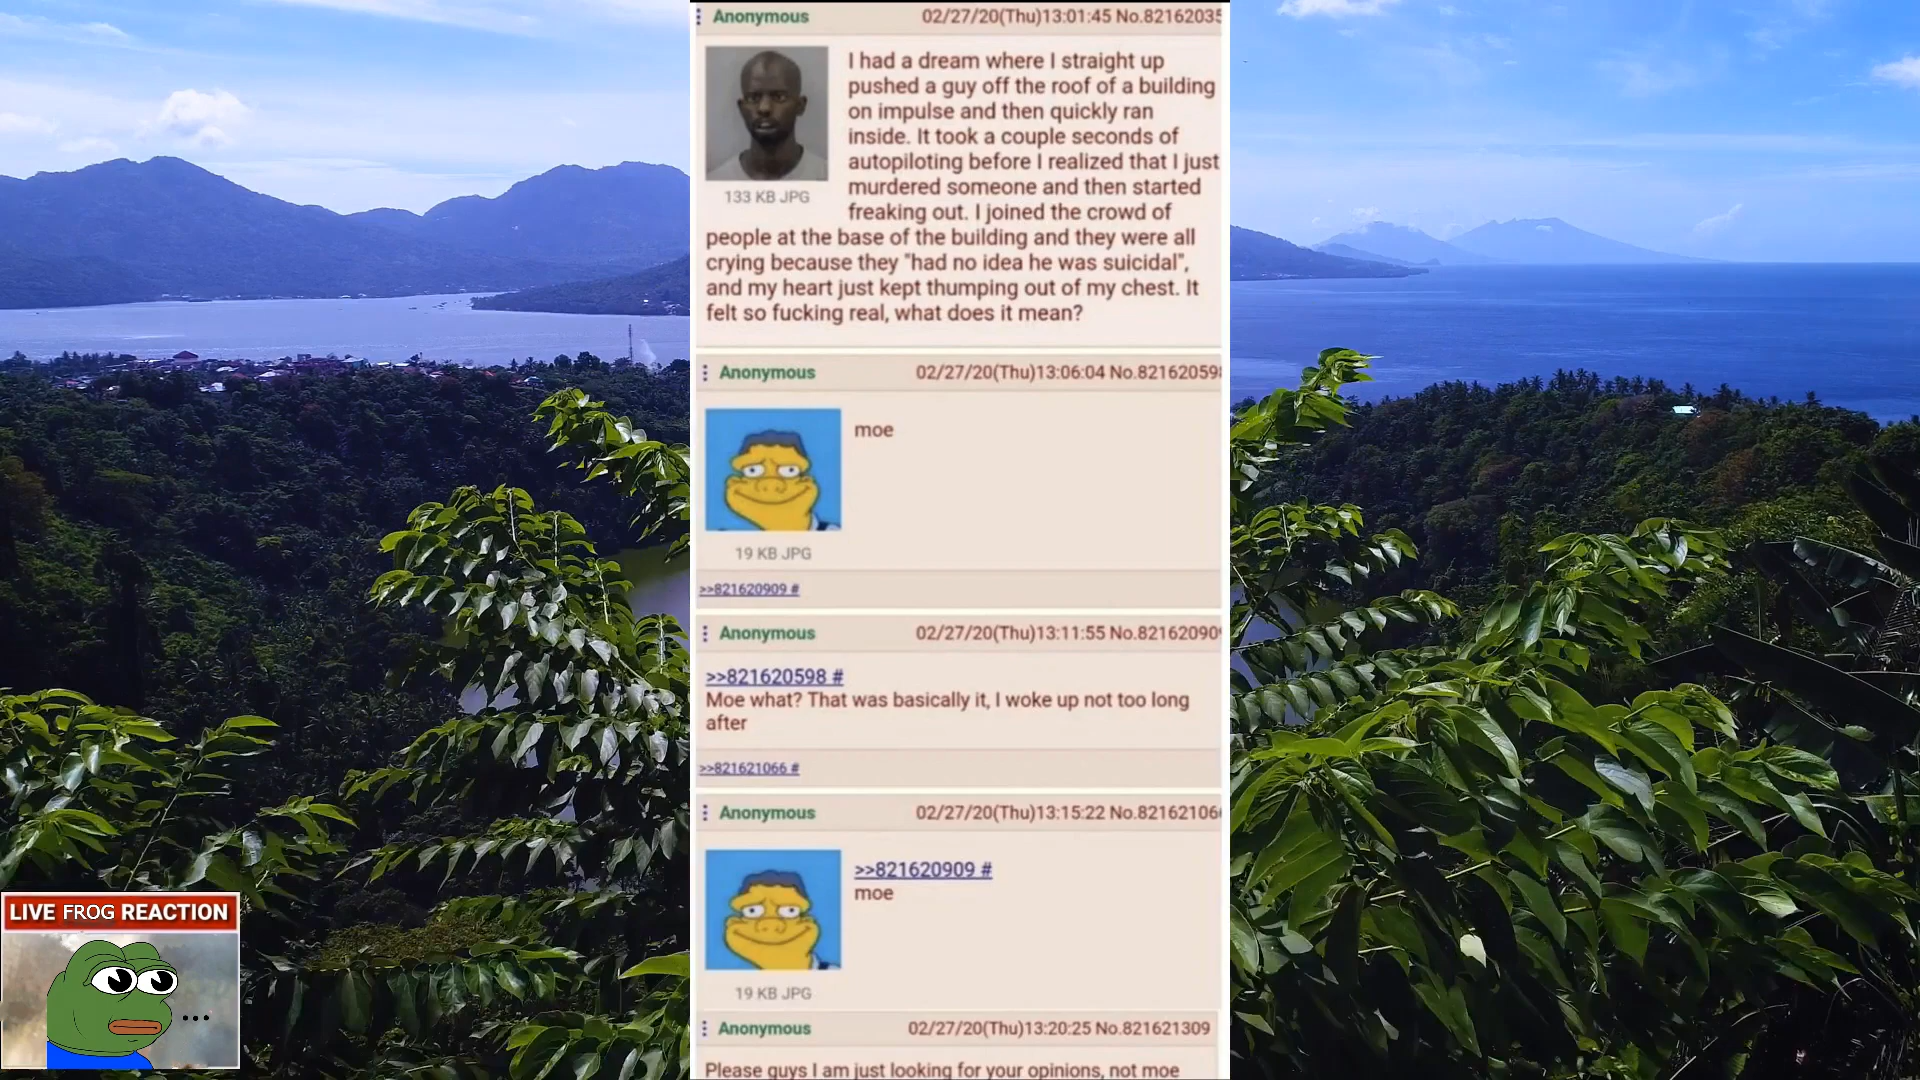 Anonymous 02/27/20(Thu)13:01:45 No.82162035
I had a dream where I straight up
pushed a guy off the roof of a building
on impulse and then quickly ran
inside. It took a couple seconds of
autopiloting before I realized that I just
murdered someone and then started
freaking out. I joined the crowd of
133 KB JPG
people at the base of the building and they were all
crying because they "had no idea he was suicidal",
and my heart just kept thumping out of my chest. It
felt so fucking real, what does it mean?
Anonymous 02/27/20(Thu)13:06:04 No.82162059
moe
19 KB JPG
>>821620909 #
Anonymous 02/27/20(Thu)13:11:55 No.82162090
>>821620598 #
Moe what? That was basically it, I woke up not too long
after
>>821621066 #
Anonymous 02/27/20(Thu)13:15:22 No.82162106
>>821620909 #
moe
19 KB JPG
Anonymous 02/27/20(Thu)13:20:25 No.821621309
Please guys I am just looking for your opinions, not moe
LIVE FROG REACTION
...